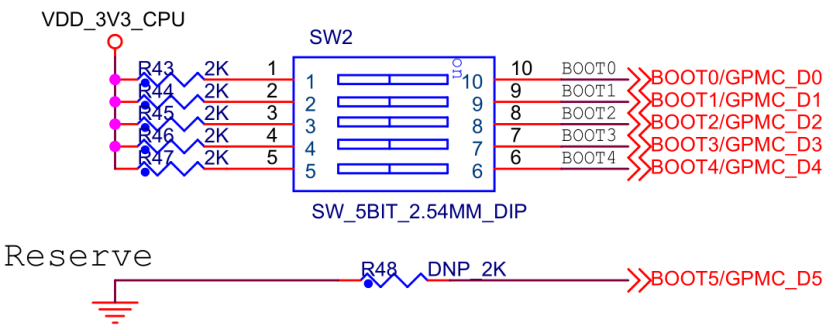 VDD_3V3_CPU
SW2
R43 2K 1 1 on 10 10 BOOT0 BOOT0/GPMC_D0
R44 2K 2 2 9 9 BOOT1 BOOT1/GPMC_D1
R45 2K 3 3 8 8 BOOT2 BOOT2/GPMC_D2
R46 2K 4 4 7 7 BOOT3 BOOT3/GPMC_D3
R47 2K 5 5 6 6 BOOT4 BOOT4/GPMC_D4
SW_5BIT_2.54MM_DIP
Reserve
R48 DNP_2K BOOT5/GPMC_D5